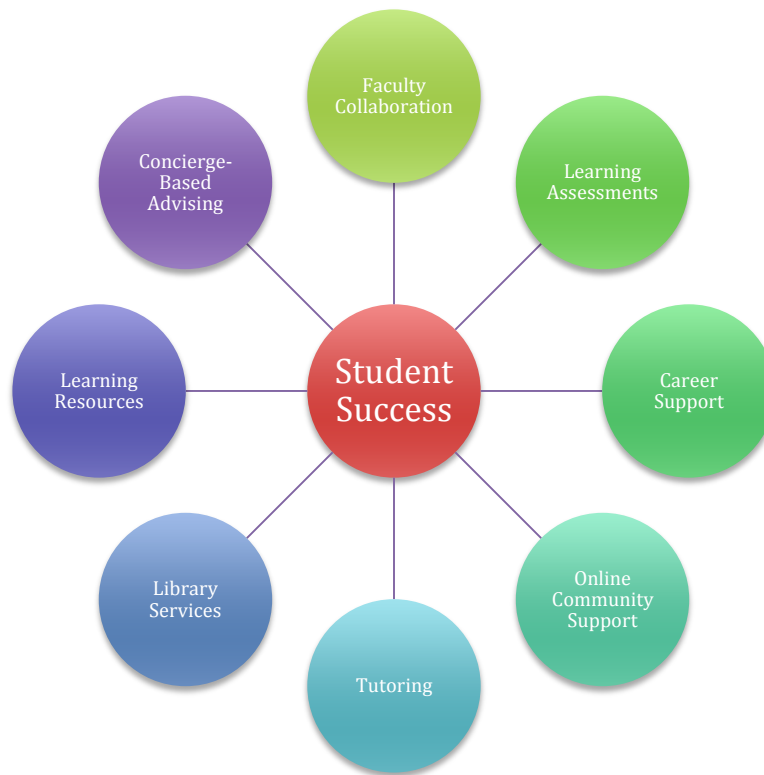 Faculty
Collaboration
Concierge-
Based
Advising
Learning
Assessments
Student
Success
Learning
Resources
Career
Support
Library
Services
Online
Community
Support
Tutoring